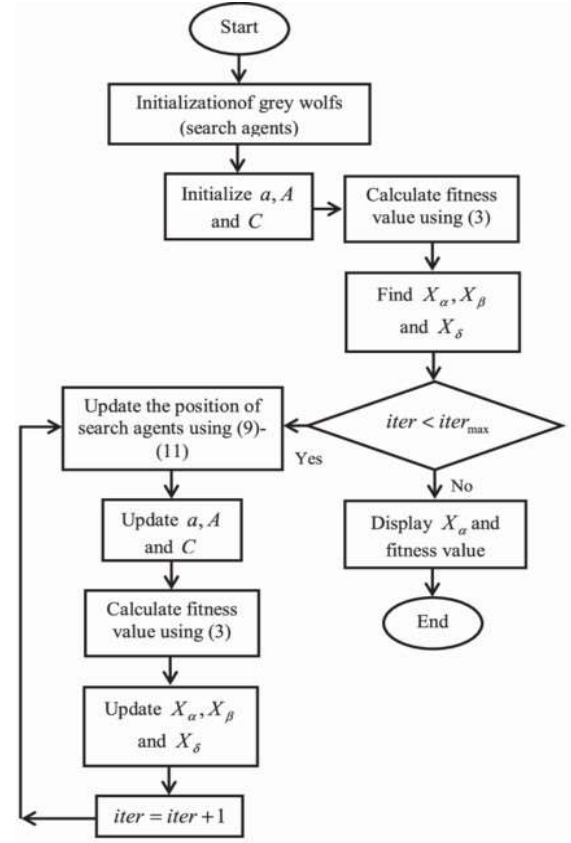 Start
Initializationof grey wolfs
(search agents)
Initialize a, A
and C
Calculate fitness
value using (3)
Find X_α, X_β
and X_δ
iter < iter_max
Yes
No
Update the position of
search agents using (9)-
(11)
Update a, A
and C
Calculate fitness
value using (3)
Update X_α, X_β
and X_δ
iter = iter +1
Display X_α and
fitness value
End